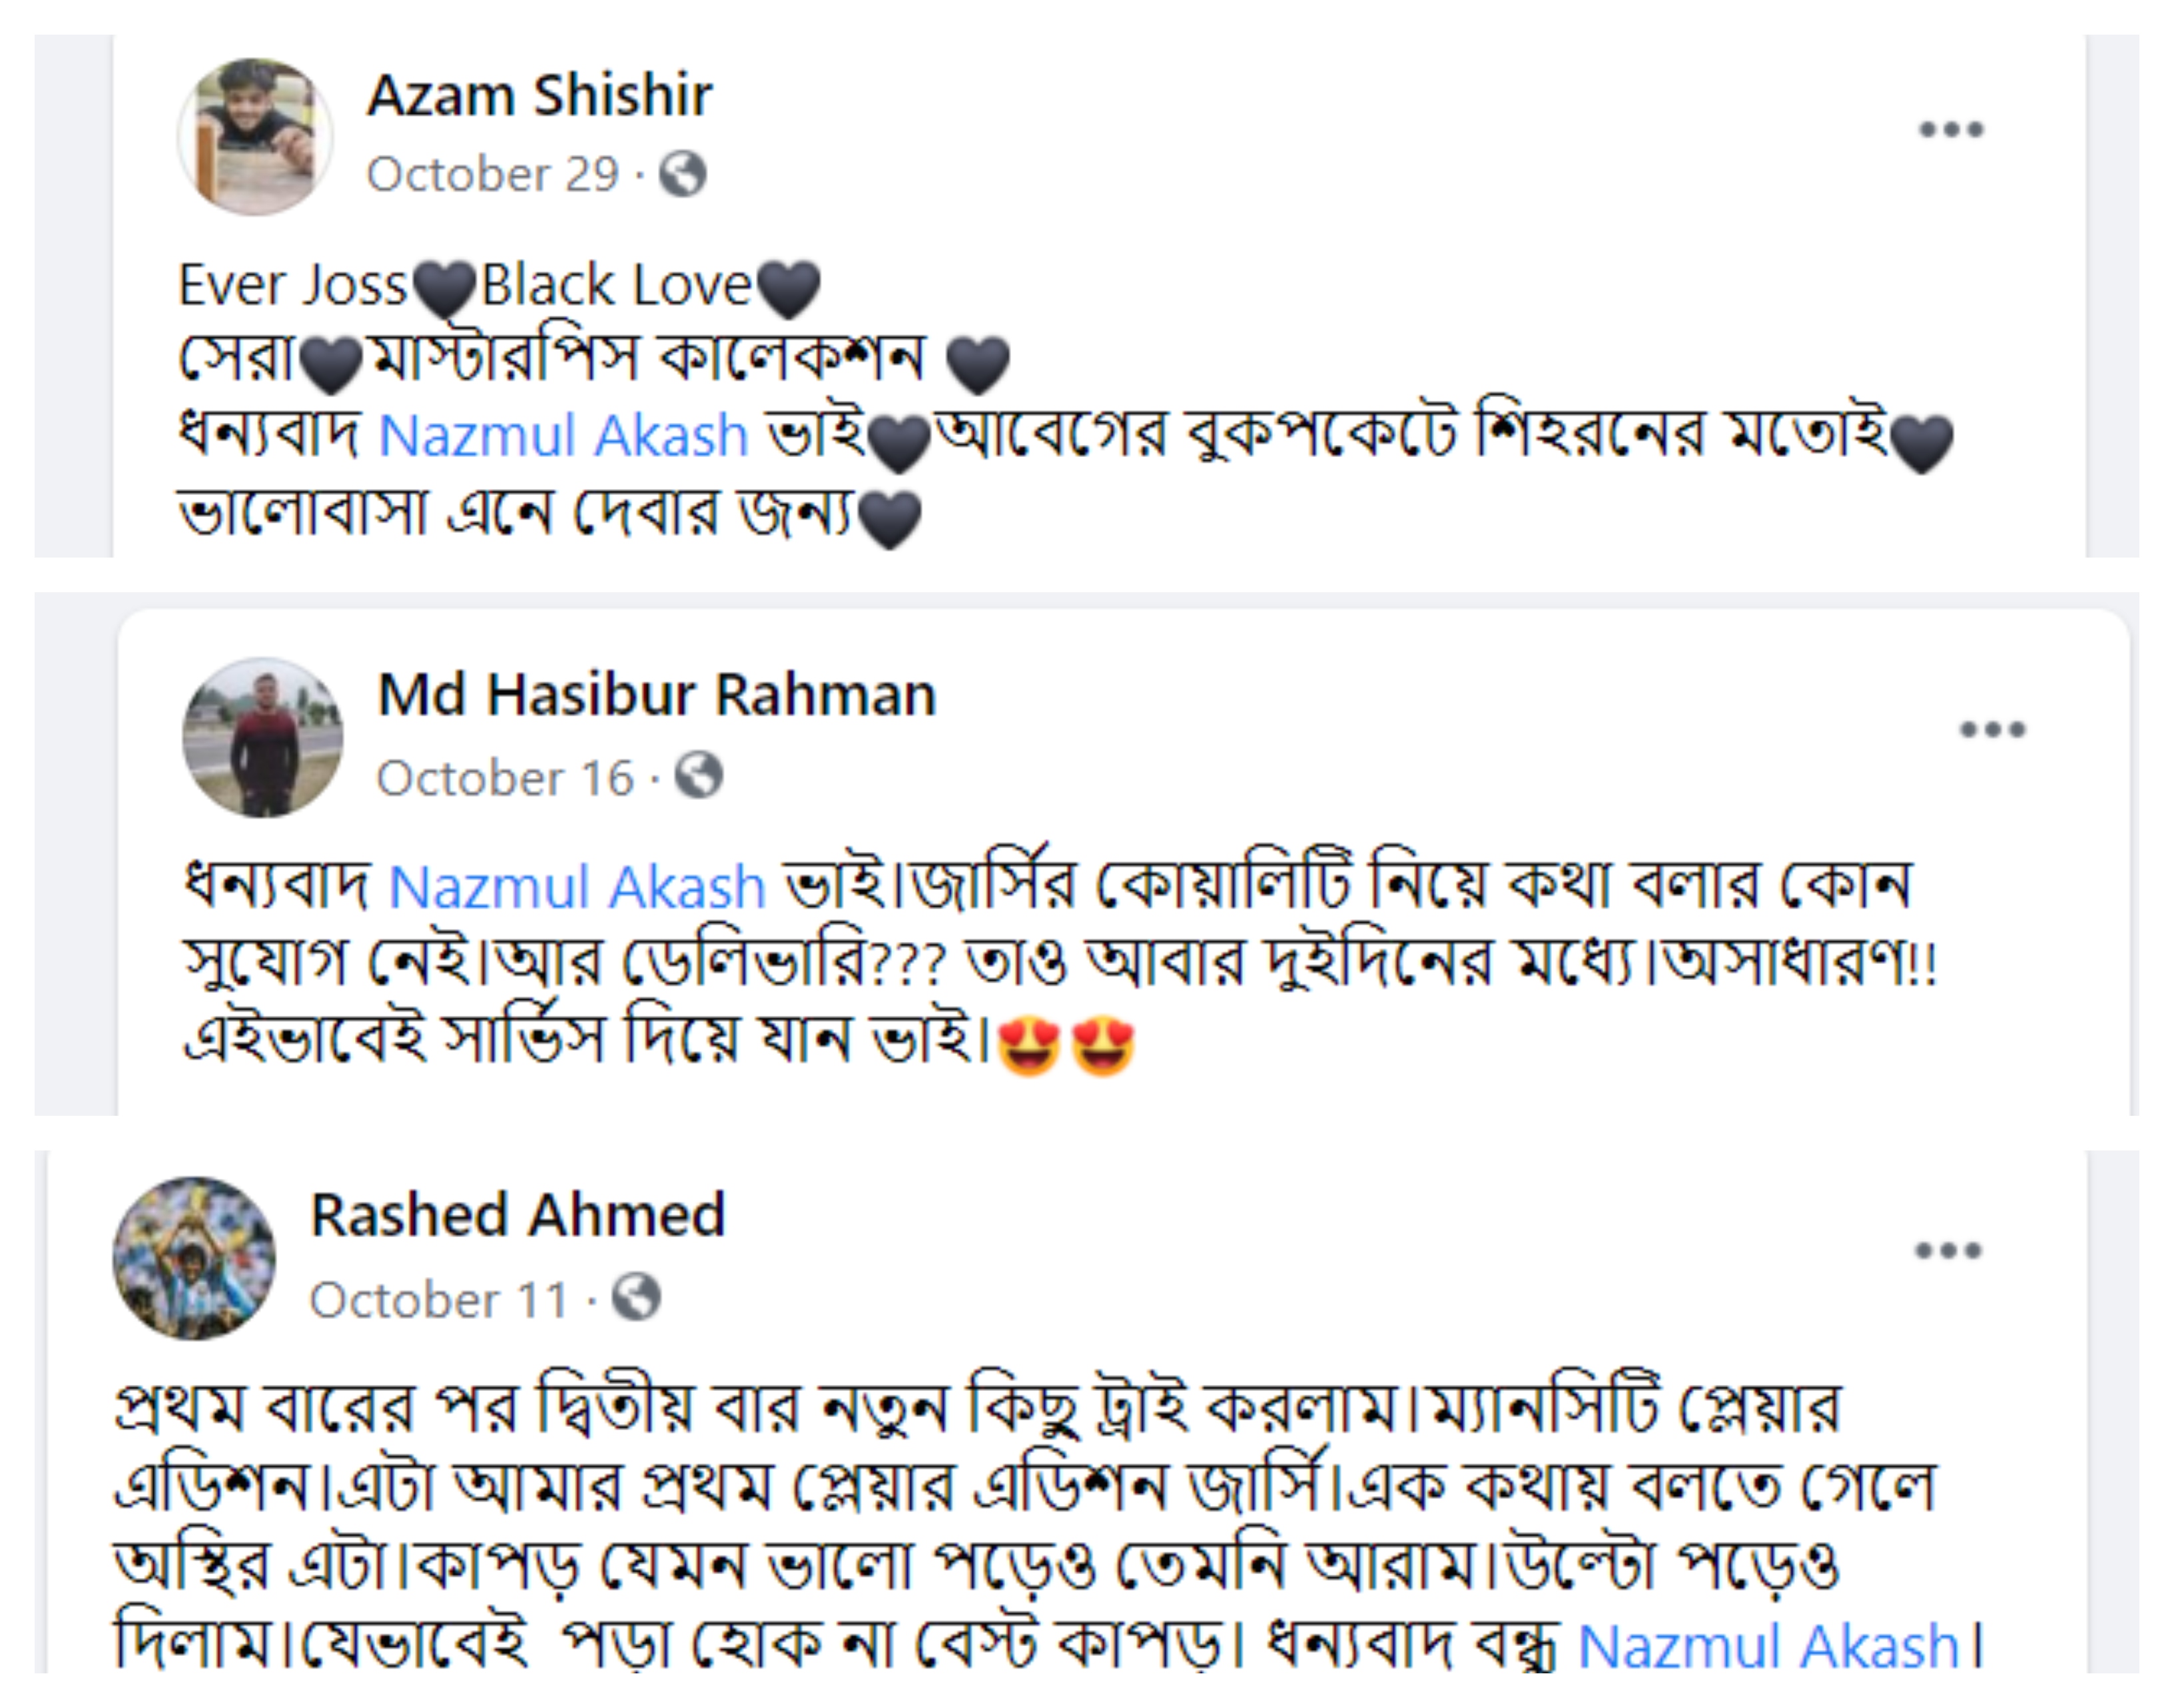 Azam Shishir
October 29 ·
Ever Joss🖤Black Love🖤
সেরা🖤মাস্টারপিস কালেকশন 🖤
ধন্যবাদ Nazmul Akash ভাই🖤আবেগের বুকপকেটে শিহরনের মতোই🖤
ভালোবাসা এনে দেবার জন্য🖤
Md Hasibur Rahman
October 16 ·
ধন্যবাদ Nazmul Akash ভাই।জার্সির কোয়ালিটি নিয়ে কথা বলার কোন
সুযোগ নেই।আর ডেলিভারি??? তাও আবার দুইদিনের মধ্যে।অসাধারণ!!
এইভাবেই সার্ভিস দিয়ে যান ভাই।😍😍
Rashed Ahmed
October 11 ·
প্রথম বারের পর দ্বিতীয় বার নতুন কিছু ট্রাই করলাম।ম্যানসিটি প্লেয়ার
এডিশন।এটা আমার প্রথম প্লেয়ার এডিশন জার্সি।এক কথায় বলতে গেলে
অস্থির এটা।কাপড় যেমন ভালো পড়েও তেমনি আরাম।উল্টো পড়েও
দিলাম।যেভাবেই পড়া হোক না বেস্ট কাপড়। ধন্যবাদ বন্ধু Nazmul Akash।